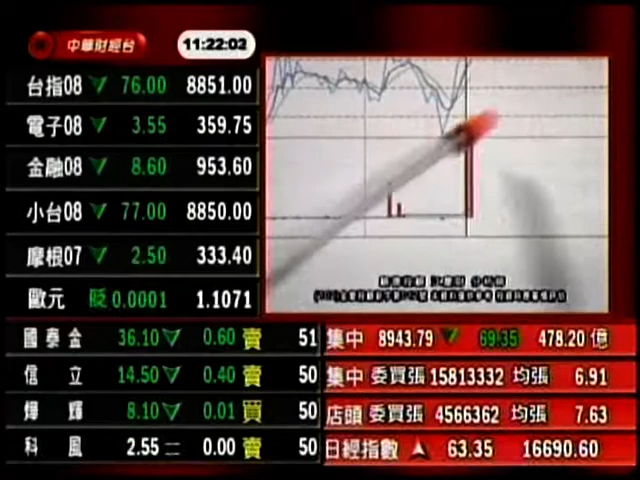 中華財經台
11:22:02
台指08 76.00 8851.00
電子08 3.55 359.75
金融08 8.60 953.60
小台08 77.00 8850.00
摩根07 2.50 333.40
歐元 貶 0.0001 1.1071
國泰金 36.10 0.60 賣 51
信立 14.50 0.40 賣 50
燁輝 8.10 0.01 買 50
科風 2.55 二 0.00 賣 50
集中 8943.79 69.35 478.20 億
集中 委買張 15813332 均張 6.91
店頭 委買張 4566362 均張 7.63
日經指數 63.35 16690.60